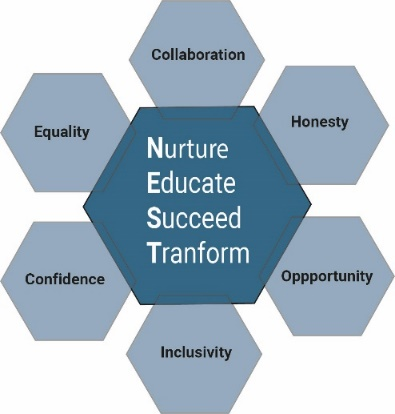 Collaboration
Equality
Honesty
Nurture
Educate
Succeed
Tranform
Confidence
Oppportunity
Inclusivity